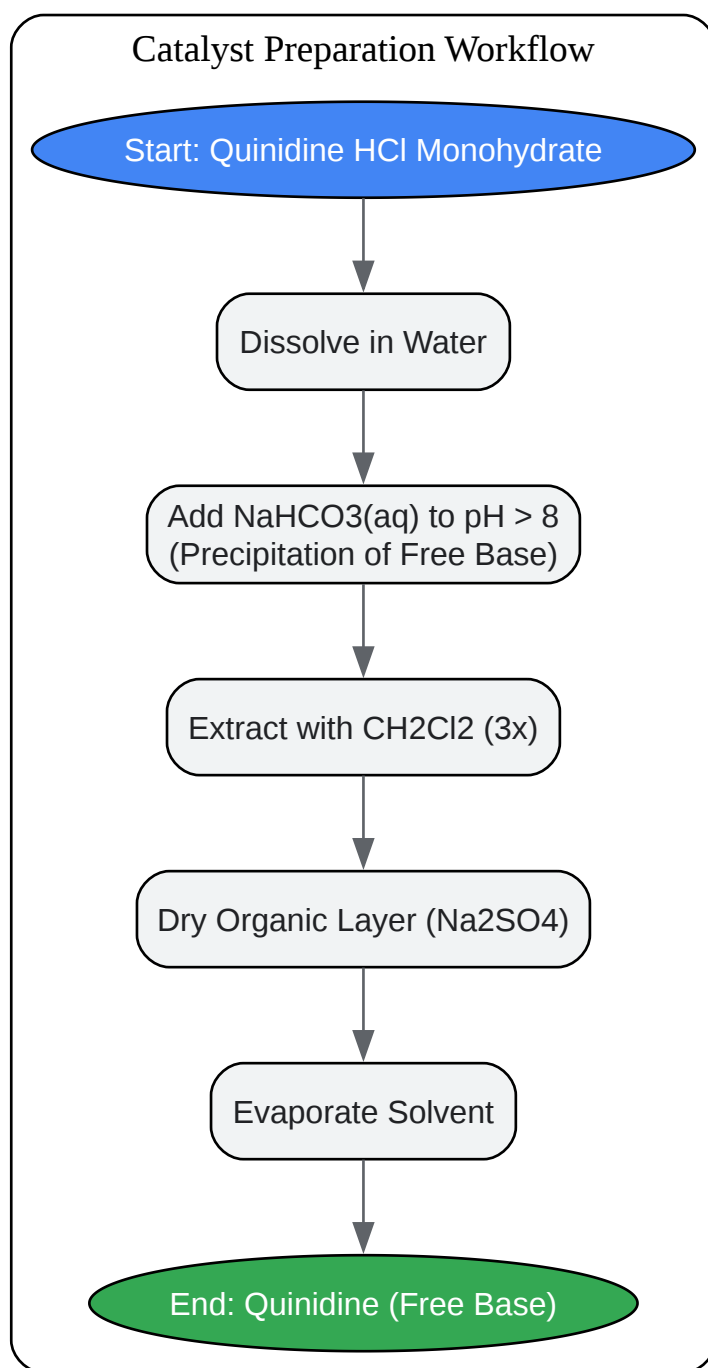 Catalyst Preparation Workflow
Start: Quinidine HCl Monohydrate
Dissolve in Water
Add NaHCO3(aq) to pH > 8
(Precipitation of Free Base)
Extract with CH2Cl2 (3x)
Dry Organic Layer (Na2SO4)
Evaporate Solvent
End: Quinidine (Free Base)